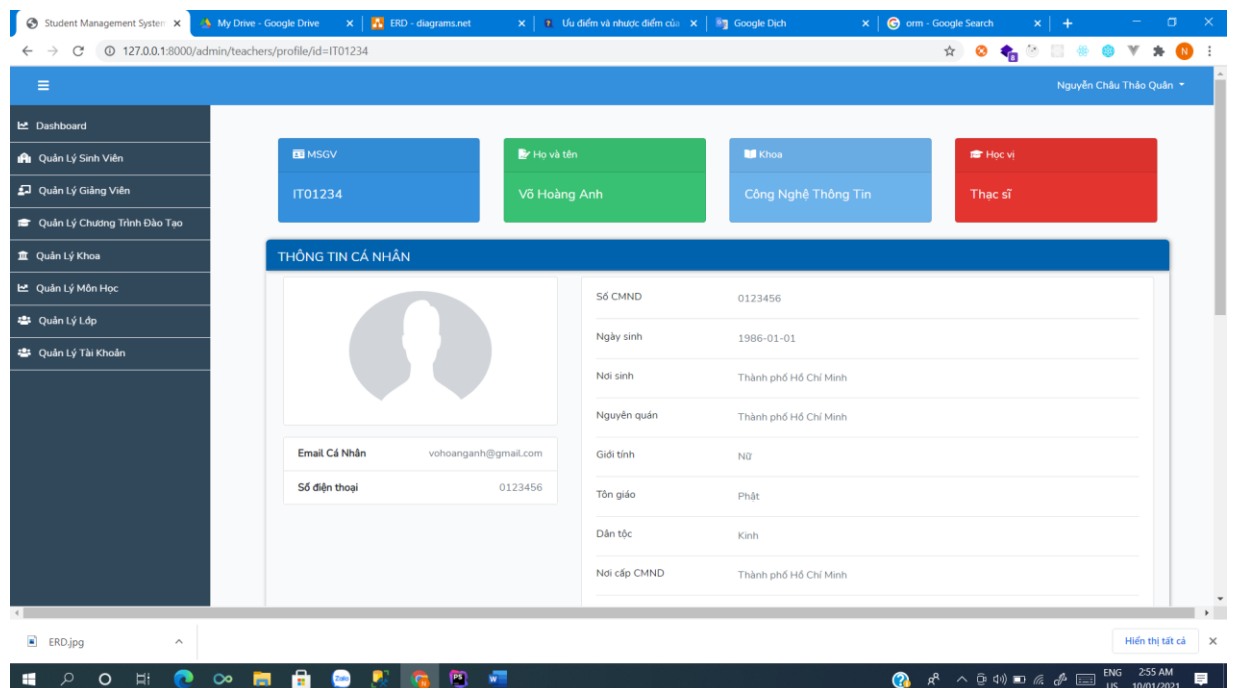 Student Management System
My Drive - Google Drive
ERD - diagrams.net
Ưu điểm và nhược điểm của
Google Dịch
orm - Google Search
127.0.0.1:8000/admin/teachers/profile/id=IT01234
Nguyễn Châu Thảo Quân
Dashboard
Quản Lý Sinh Viên
Quản Lý Giảng Viên
Quản Lý Chương Trình Đào Tạo
Quản Lý Khoa
Quản Lý Môn Học
Quản Lý Lớp
Quản Lý Tài Khoản
MSGV
IT01234
Họ và tên
Võ Hoàng Anh
Khoa
Công Nghệ Thông Tin
Học vị
Thạc sĩ
THÔNG TIN CÁ NHÂN
Email Cá Nhân vohoanganh@gmail.com
Số điện thoại 0123456
Số CMND 0123456
Ngày sinh 1986-01-01
Nơi sinh Thành phố Hồ Chí Minh
Nguyên quán Thành phố Hồ Chí Minh
Giới tính Nữ
Tôn giáo Phật
Dân tộc Kinh
Nơi cấp CMND Thành phố Hồ Chí Minh
ERD.jpg
Hiển thị tất cả
Zalo
PS
ENG
US
2:55 AM
10/01/2021